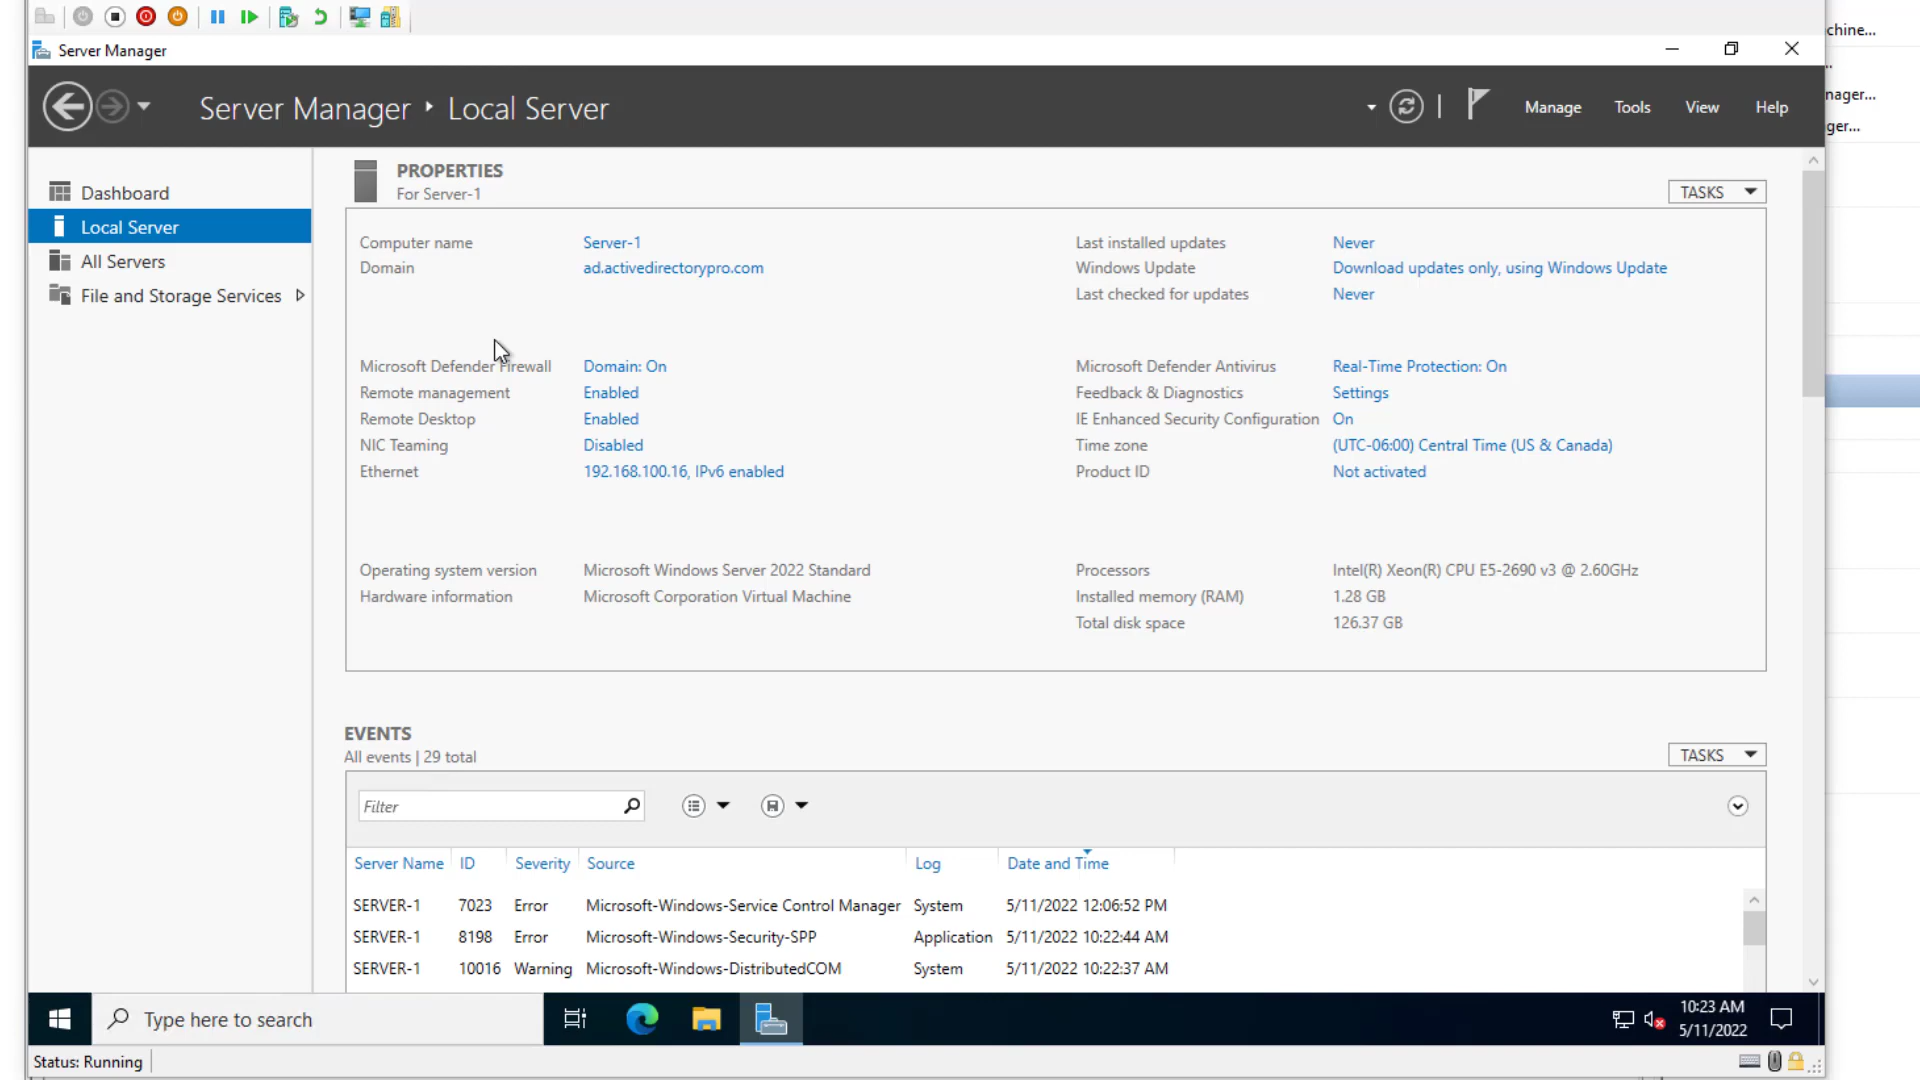 Server Manager
chine...
nager...
ger...
Server Manager ‣ Local Server
Manage Tools View Help
Dashboard
Local Server
All Servers
File and Storage Services
PROPERTIES
For Server-1
TASKS
Computer name Server-1 Last installed updates Never
Domain ad.activedirectorypro.com Windows Update Download updates only, using Windows Update
Last checked for updates Never
Microsoft Defender Firewall Domain: On Microsoft Defender Antivirus Real-Time Protection: On
Remote management Enabled Feedback & Diagnostics Settings
Remote Desktop Enabled IE Enhanced Security Configuration On
NIC Teaming Disabled Time zone (UTC-06:00) Central Time (US & Canada)
Ethernet 192.168.100.16, IPv6 enabled Product ID Not activated
Operating system version Microsoft Windows Server 2022 Standard Processors Intel(R) Xeon(R) CPU E5-2690 v3 @ 2.60GHz
Hardware information Microsoft Corporation Virtual Machine Installed memory (RAM) 1.28 GB
Total disk space 126.37 GB
EVENTS
All events | 29 total
TASKS
Filter
Server Name ID Severity Source Log Date and Time
SERVER-1 7023 Error Microsoft-Windows-Service Control Manager System 5/11/2022 12:06:52 PM
SERVER-1 8198 Error Microsoft-Windows-Security-SPP Application 5/11/2022 10:22:44 AM
SERVER-1 10016 Warning Microsoft-Windows-DistributedCOM System 5/11/2022 10:22:37 AM
Type here to search
10:23 AM
5/11/2022
Status: Running